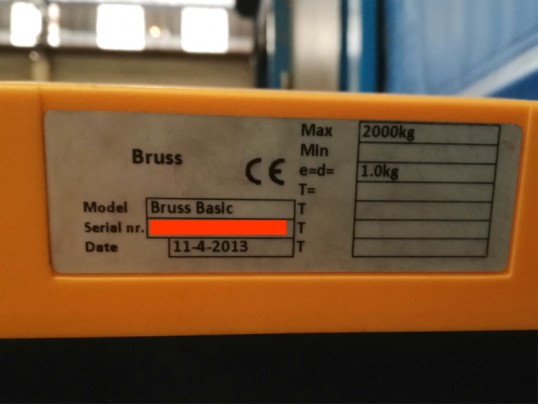 Bruss
CE
Model Bruss Basic
Serial nr.
Date 11-4-2013
Max 2000kg
Min
e=d= 1.0kg
T=
T
T
T